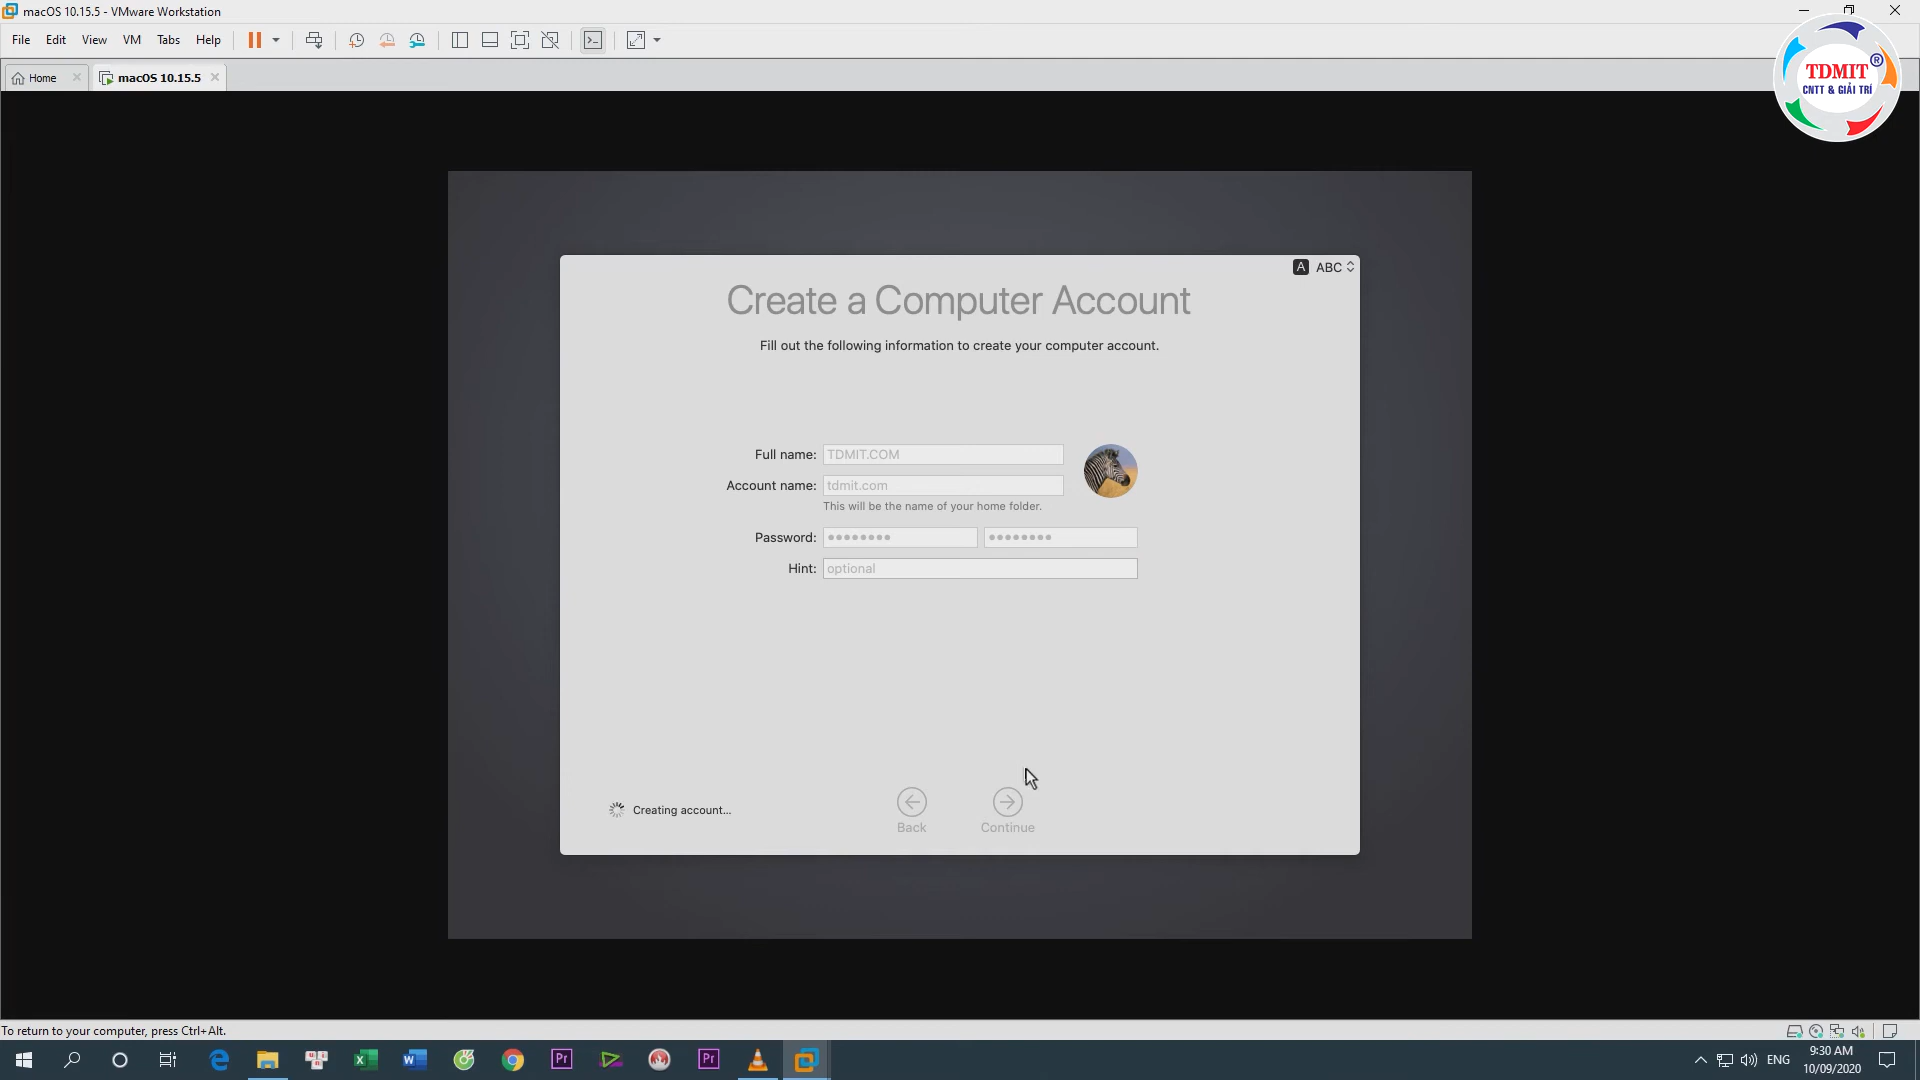 macOS 10.15.5 - VMware Workstation
File Edit View VM Tabs Help
Home
macOS 10.15.5
TDMIT ®
CNTT & GIẢI TRÍ
A ABC
Create a Computer Account
Fill out the following information to create your computer account.
Full name: TDMIT.COM
Account name: tdmit.com
This will be the name of your home folder.
Password:
Hint: optional
Creating account...
Back
Continue
To return to your computer, press Ctrl+Alt.
ENG
9:30 AM
10/09/2020